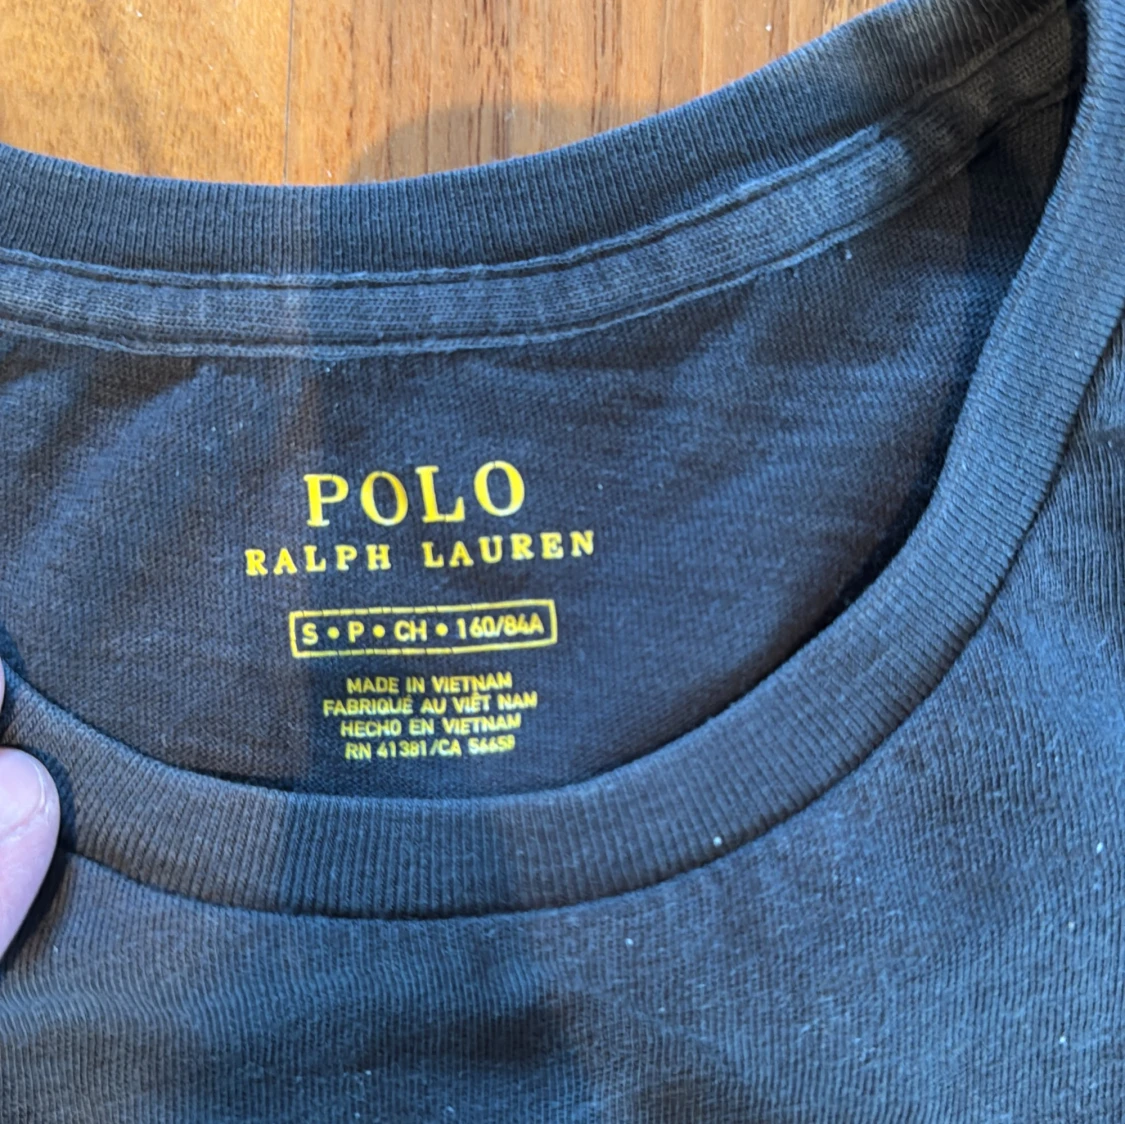 POLO
RALPH LAUREN
S • P • CH • 160/84A
MADE IN VIETNAM
FABRIQUÉ AU VIÊT NAM
HECHO EN VIETNAM
RN 41381/CA 56658